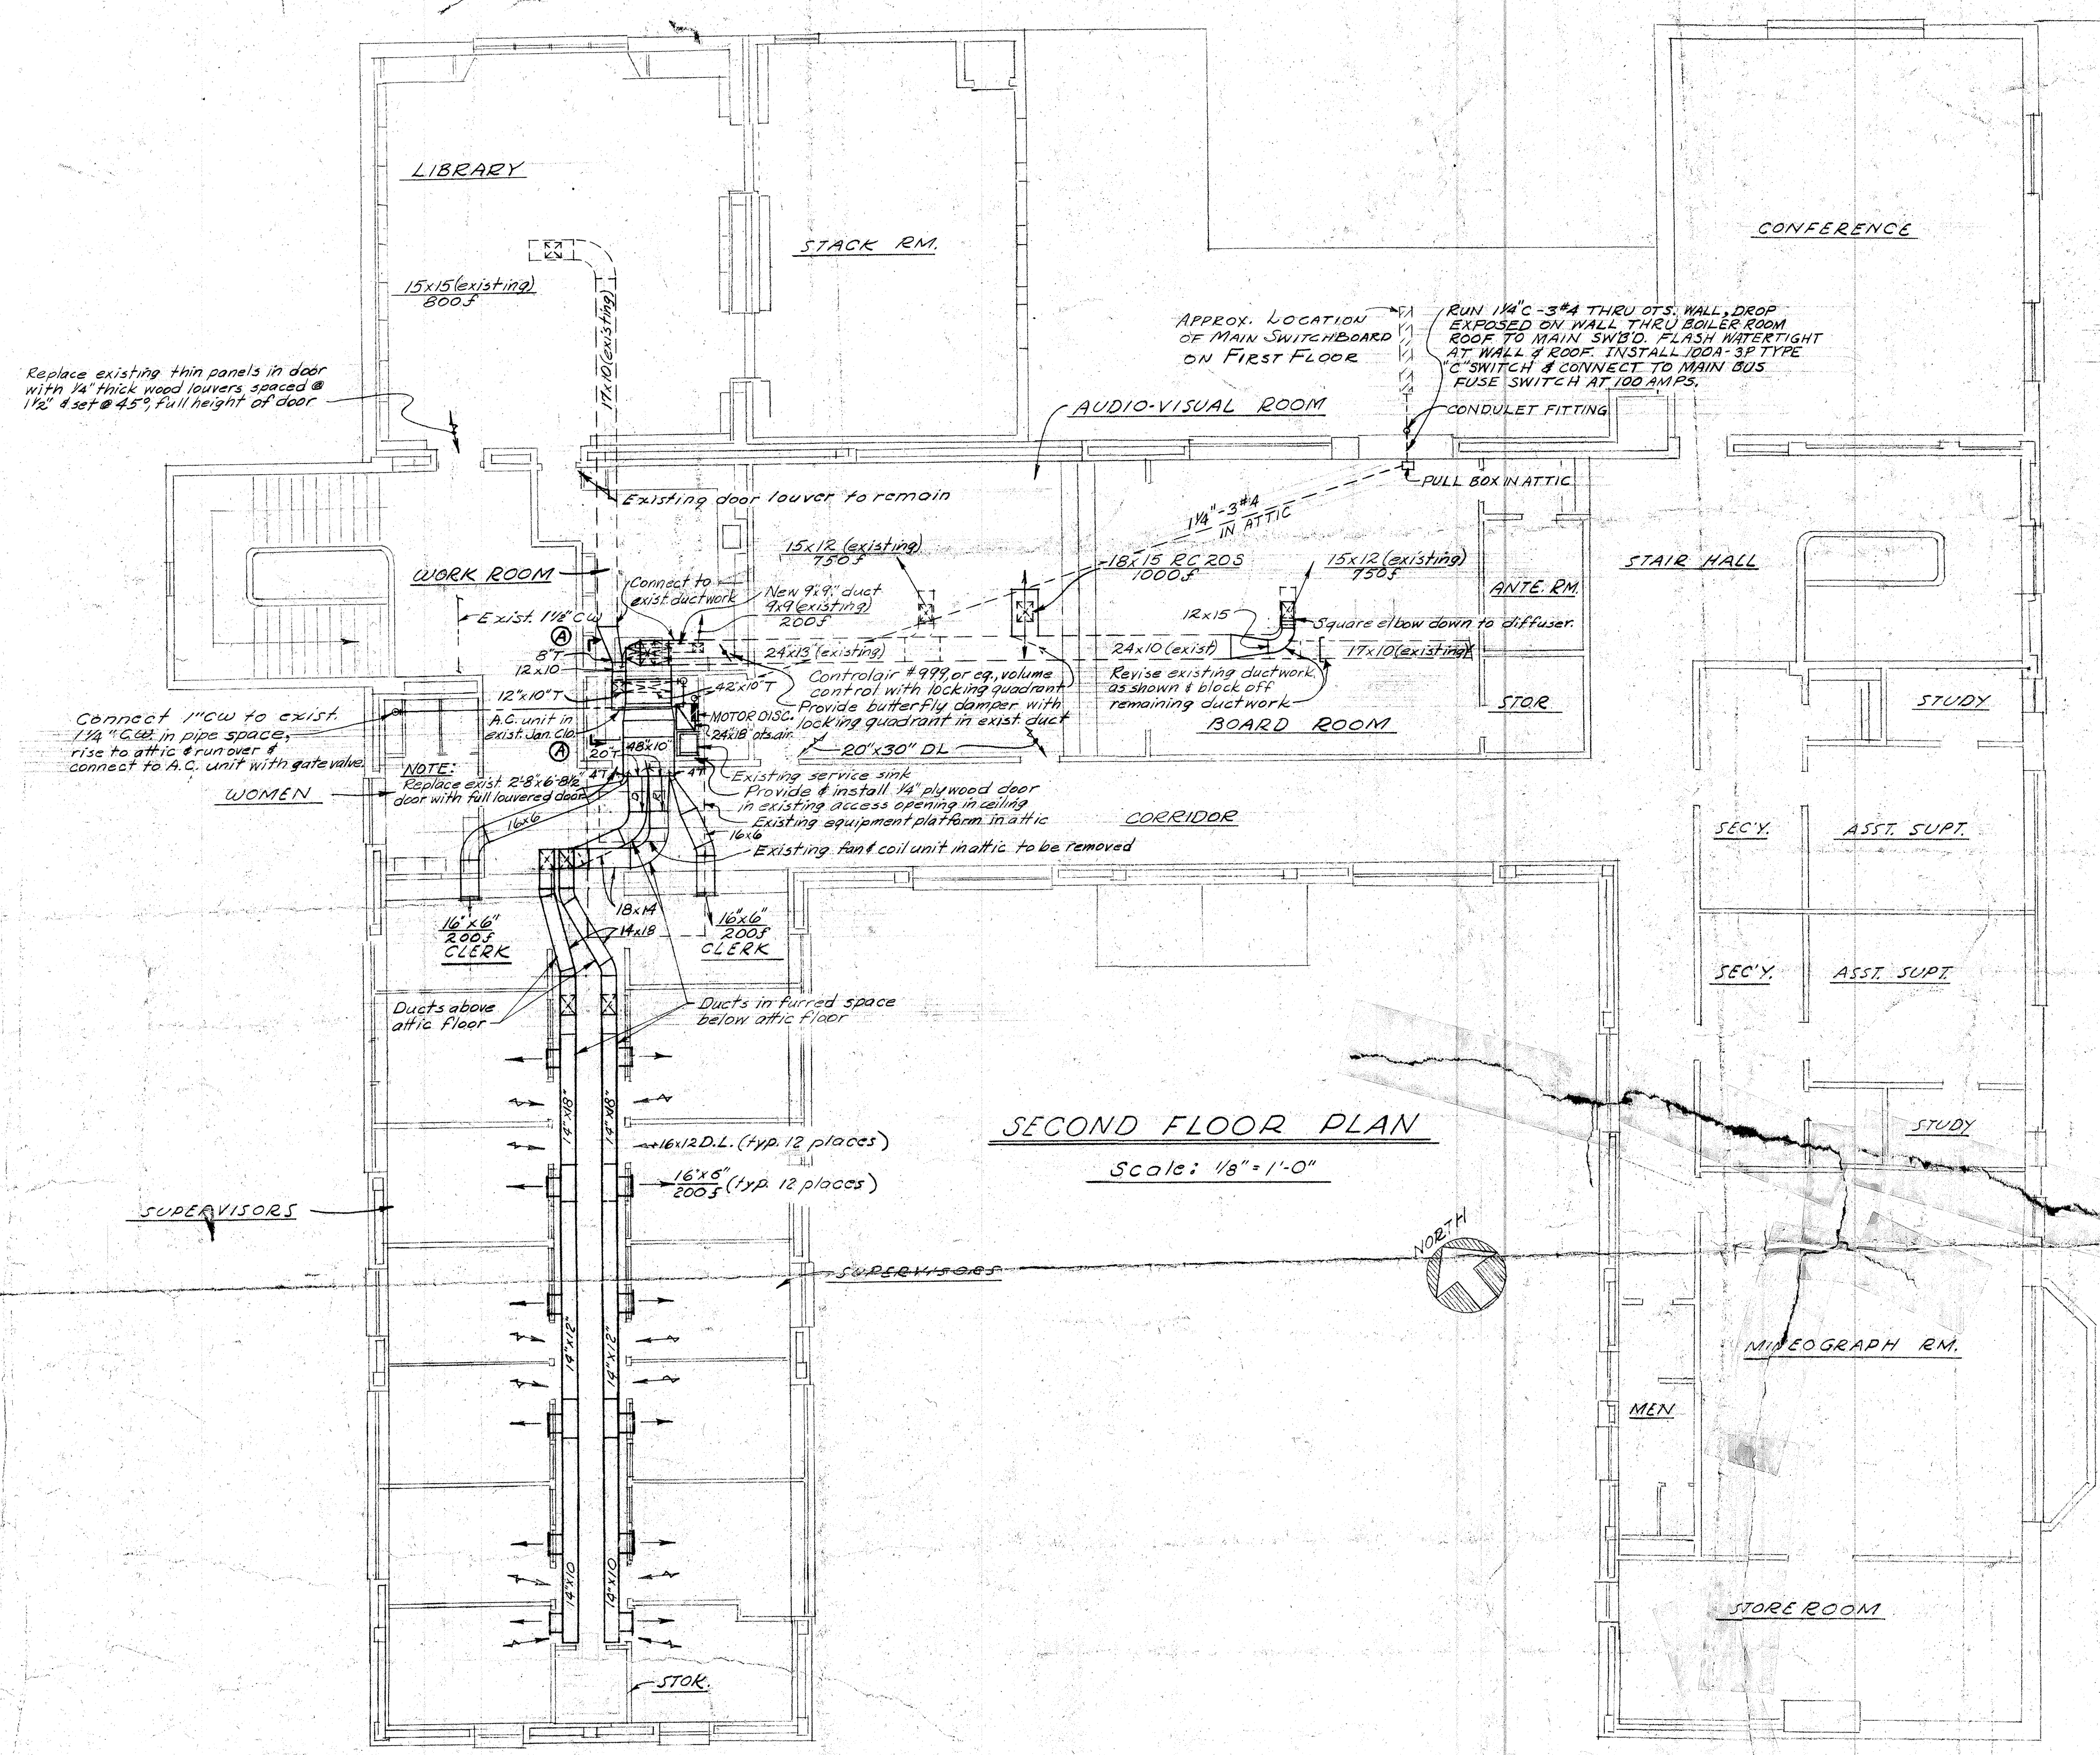 LIBRARY
STACK RM.
CONFERENCE
15x15 (existing)
800f
17x10 (existing)
APPROX. LOCATION
OF MAIN SWITCHBOARD
ON FIRST FLOOR
RUN 1¼"C -3#4 THRU OTS. WALL, DROP
EXPOSED ON WALL THRU BOILER ROOM
ROOF TO MAIN SWB'D. FLASH WATERTIGHT
AT WALL & ROOF. INSTALL 100A-3P TYPE
"C" SWITCH & CONNECT TO MAIN BUS
FUSE SWITCH AT 100 AMPS.
CONDULET FITTING
Replace existing thin panels in door
with ¼" thick wood louvers spaced @
1½" & set @ 45°, full height of door
AUDIO-VISUAL ROOM
PULL BOX IN ATTIC
Existing door louver to remain
1¼"-3#4
IN ATTIC
15x12 (existing)
750f
18x15 RC 20S
1000f
15x12 (existing)
750f
STAIR HALL
WORK ROOM
Connect to
exist. ductwork
New 9x9" duct
9x9 (existing)
200f
ANTE. RM.
Exist. 1½" CW
A
8"T
12x10
12"x10"T
42"x10"T
24x13 (existing)
12x15
Square elbow down to diffuser.
24x10 (exist)
17x10 (existing)
Controlair #999, or eq., volume
control with locking quadrant
Provide butterfly damper with
locking quadrant in exist. duct
Revise existing ductwork
as shown & block off
remaining ductwork
BOARD ROOM
STOR
STUDY
Connect 1"CW to exist.
1¼" CW in pipe space,
rise to attic & run over &
connect to A.C. unit with gate valve.
A.C. unit in
exist. Jan. Clo.
A
MOTOR DISC.
24x18 ots. air
20"T
48x10"
4"T
4"T
20"x30" DL
NOTE:
Replace exist. 2'-8"x6'-8½"
door with full louvered door
WOMEN
Existing service sink
Provide & install ¼" plywood door
in existing access opening in ceiling
Existing equipment platform in attic
16x6
16x6
Existing fan & coil unit in attic to be removed
CORRIDOR
SEC'Y.
ASST. SUPT.
18x14
14x18
16"x6"
200f
CLERK
16"x6"
200f
CLERK
SEC'Y.
ASST. SUPT.
Ducts above
attic floor
Ducts in furred space
below attic floor
14"x18"
14"x18"
16x12 D.L. (typ. 12 places)
16"x6"
200f (typ. 12 places)
SECOND FLOOR PLAN
Scale: 1/8" = 1'-0"
STUDY
SUPERVISORS
SUPERVISORS
NORTH
14"x12"
14"x12"
MIMEOGRAPH RM.
MEN
14"x10
14"x10
STORE ROOM
STOR.